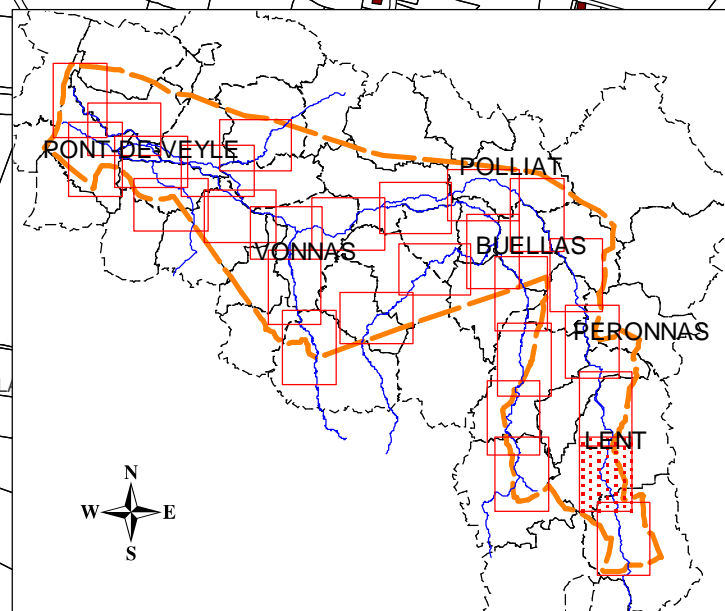 PONT-DE-VEYLE
POLLIAT
VONNAS
BUELLAS
PERONNAS
LENT
N
W E
S